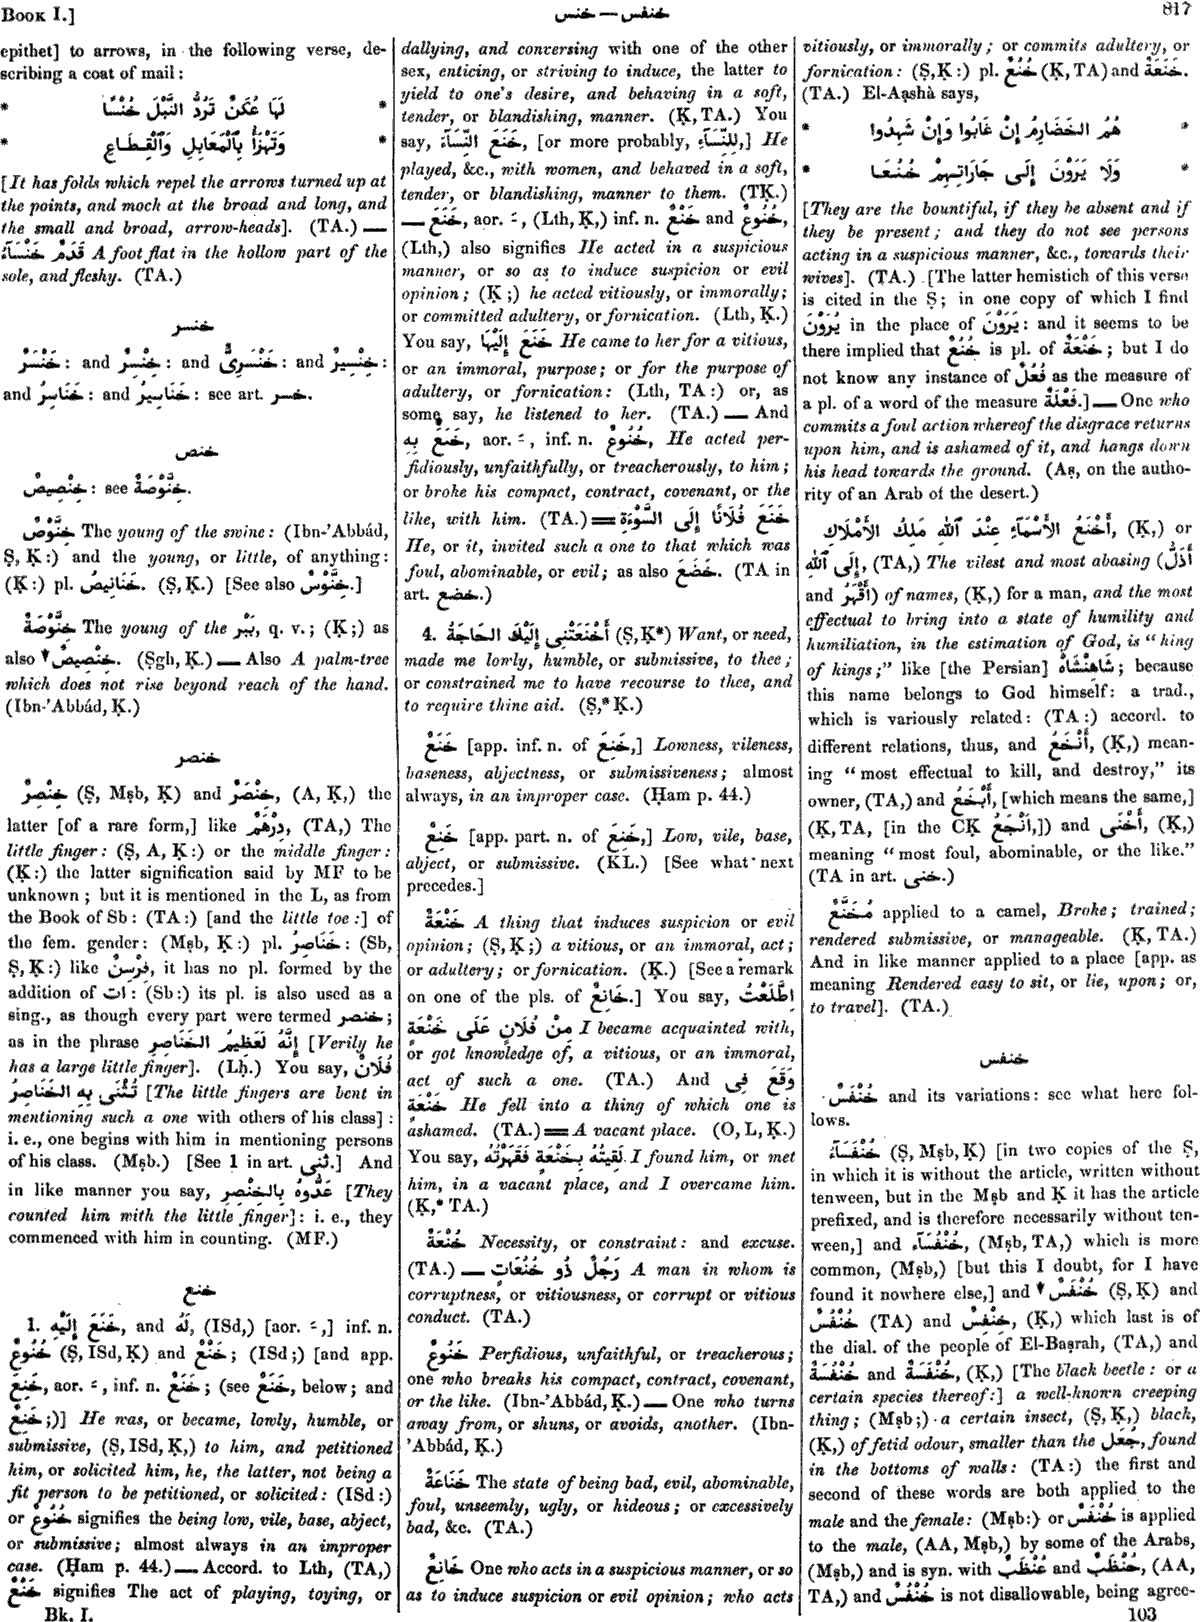 BOOK I.]
خنس — خنفس
817
epithet] to arrows, in the following verse, de-
scribing a coat of mail:
* لَهَا عُكَنٌ تَرُدُّ النَّبْلَ خُنْسًا *
* وَتَهْزَأُ بِٱلْمَعَابِلِ وَٱلْقِطَاعِ *
[It has folds which repel the arrows turned up at
the points, and mock at the broad and long, and
the small and broad, arrow-heads]. (TA.) —
قَدَمٌ خَنْسَآءُ A foot flat in the hollow part of the
sole, and fleshy. (TA.)
خنسر
خَنْسَرٌ: and خِنْسِرٌ: and خَنْسَرِىٌّ: and خِنْسِيرٌ:
and خَنَاسِرُ: and خَنَاسِيرُ: see art. خسر.
خنص
خِنْصِيصٌ: see خِنَّوْصَةٌ.
خِنَّوْصٌ The young of the swine: (Ibn-'Abbád,
Ṣ, Ḳ:) and the young, or little, of anything:
(Ḳ:) pl. خَنَانِيصُ. (Ṣ, Ḳ.) [See also خِنَّوْسٌ.]
خِنَّوْصَةٌ The young of the بَبْر, q. v.; (Ḳ;) as
also خِنْصِيصٌ. (Ṣgh, Ḳ.) — Also A palm-tree
which does not rise beyond reach of the hand.
(Ibn-'Abbád, Ḳ.)
خنصر
خِنْصِرٌ (Ṣ, Mṣb, Ḳ) and خِنْصَرٌ, (A, Ḳ,) the
latter [of a rare form,] like دِرْهَمٌ, (TA,) The
little finger: (Ṣ, A, Ḳ:) or the middle finger:
(Ḳ:) the latter signification said by MF to be
unknown; but it is mentioned in the L, as from
the Book of Sb: (TA:) [and the little toe:] of
the fem. gender: (Mṣb, Ḳ:) pl. خَنَاصِرُ: (Sb,
Ṣ, Ḳ:) like فِرْسِنٌ, it has no pl. formed by the
addition of ات: (Sb:) its pl. is also used as a
sing., as though every part were termed خنصر;
as in the phrase إِنَّهُ لَعَظِيمُ الخَنَاصِرِ [Verily he
has a large little finger]. (Lḥ.) You say, فُلَانٌ
تُثْنَى بِهِ الخَنَاصِرُ [The little fingers are bent in
mentioning such a one with others of his class]:
i. e., one begins with him in mentioning persons
of his class. (Mṣb.) [See 1 in art. ثنى.] And
in like manner you say, عَدُّوهُ بِالخِنْصِرِ [They
counted him with the little finger]: i. e., they
commenced with him in counting. (MF.)
خنع
1. خَنَعَ إِلَيْهِ, and لَهُ, (ISd,) [aor. ـَ,] inf. n.
خُنُوعٌ (Ṣ, ISd, Ḳ) and خَنْعٌ; (ISd;) [and app.
خَنِعَ, aor. ـَ, inf. n. خَنَعٌ; (see خَنَعٌ, below; and
خَنِعٌ;)] He was, or became, lowly, humble, or
submissive, (Ṣ, ISd, Ḳ,) to him, and petitioned
him, or solicited him, he, the latter, not being a
fit person to be petitioned, or solicited: (ISd:)
or خُنُوعٌ signifies the being low, vile, base, abject,
or submissive; almost always in an improper
case. (Ḥam p. 44.) — Accord. to Lth, (TA,)
خَنْعٌ signifies The act of playing, toying, or
Bk. I.
dallying, and conversing with one of the other
sex, enticing, or striving to induce, the latter to
yield to one's desire, and behaving in a soft,
tender, or blandishing, manner. (Ḳ, TA.) You
say, خَنَعَ النِّسَآءَ, [or more probably, لِلنِّسَآءِ,] He
played, &c., with women, and behaved in a soft,
tender, or blandishing, manner to them. (TḲ.)
— خَنَعَ, aor. ـَ, (Lth, Ḳ,) inf. n. خَنْعٌ and خُنُوعٌ,
(Lth,) also signifies He acted in a suspicious
manner, or so as to induce suspicion or evil
opinion; (Ḳ;) he acted vitiously, or immorally;
or committed adultery, or fornication. (Lth, Ḳ.)
You say, خَنَعَ إِلَيْهَا He came to her for a vitious,
or an immoral, purpose; or for the purpose of
adultery, or fornication: (Lth, TA:) or, as
some say, he listened to her. (TA.) — And
خَنَعَ بِهِ, aor. ـَ, inf. n. خُنُوعٌ, He acted per-
fidiously, unfaithfully, or treacherously, to him;
or broke his compact, contract, covenant, or the
like, with him. (TA.) = خَنَعَ فُلَانًا إِلَى السَّوْءَةِ
He, or it, invited such a one to that which was
foul, abominable, or evil; as also خَضَعَ. (TA in
art. خضع.)
4. أَخْنَعَتْنِى إِلَيْكَ الحَاجَةُ (Ṣ, Ḳ*) Want, or need,
made me lowly, humble, or submissive, to thee;
or constrained me to have recourse to thee, and
to require thine aid. (Ṣ,* Ḳ.)
خَنَعٌ [app. inf. n. of خَنِعَ,] Lowness, vileness,
baseness, abjectness, or submissiveness; almost
always, in an improper case. (Ḥam p. 44.)
خَنِعٌ [app. part. n. of خَنِعَ,] Low, vile, base,
abject, or submissive. (KL.) [See what next
precedes.]
خَنْعَةٌ A thing that induces suspicion or evil
opinion; (Ṣ, Ḳ;) a vitious, or an immoral, act;
or adultery; or fornication. (Ḳ.) [See a remark
on one of the pls. of خَانِعٌ.] You say, اِطَّلَعْتُ
مِنْ فُلَانٍ عَلَى خَنْعَةٍ I became acquainted with,
or got knowledge of, a vitious, or an immoral,
act of such a one. (TA.) And وَقَعَ فِى
خَنْعَةٍ He fell into a thing of which one is
ashamed. (TA.) = A vacant place. (O, L, Ḳ.)
You say, لَقِيتُهُ بِخَنْعَةٍ فَقَهَرْتُهُ I found him, or met
him, in a vacant place, and I overcame him.
(Ḳ,* TA.)
خُنْعَةٌ Necessity, or constraint: and excuse.
(TA.) — رَجُلٌ ذُو خُنُعَاتٍ A man in whom is
corruptness, or vitiousness, or corrupt or vitious
conduct. (TA.)
خَنُوعٌ Perfidious, unfaithful, or treacherous;
one who breaks his compact, contract, covenant,
or the like. (Ibn-'Abbád, Ḳ.) — One who turns
away from, or shuns, or avoids, another. (Ibn-
'Abbád, Ḳ.)
خَنَاعَةٌ The state of being bad, evil, abominable,
foul, unseemly, ugly, or hideous; or excessively
bad, &c. (TA.)
خَانِعٌ One who acts in a suspicious manner, or so
as to induce suspicion or evil opinion; who acts
vitiously, or immorally; or commits adultery, or
fornication: (Ṣ, Ḳ:) pl. خُنُعٌ (Ḳ, TA) and خَنَعَةٌ.
(TA.) El-Aạshà says,
* هُمُ الخَضَارِمُ إِنْ غَابُوا وَإِنْ شَهِدُوا *
* وَلَا يَرَوْنَ إِلَى جَارَاتِهِمْ خُنُعَا *
[They are the bountiful, if they be absent and if
they be present; and they do not see persons
acting in a suspicious manner, &c., towards their
wives]. (TA.) [The latter hemistich of this verse
is cited in the Ṣ; in one copy of which I find
يُرَوْنَ in the place of يَرَوْنَ: and it seems to be
there implied that خُنُعٌ is pl. of خَنْعَةٌ; but I do
not know any instance of فُعُلٌ as the measure of
a pl. of a word of the measure فَعْلَةٌ.] — One who
commits a foul action whereof the disgrace returns
upon him, and is ashamed of it, and hangs down
his head towards the ground. (Aṣ, on the autho-
rity of an Arab of the desert.)
أَخْنَعُ الأَسْمَآءِ عِنْدَ ٱللّٰهِ مَلِكُ الأَمْلَاكِ, (Ḳ,) or
إِلَى ٱللّٰهِ, (TA,) The vilest and most abasing (أَذَلُّ
and أَقْهَرُ) of names, (Ḳ,) for a man, and the most
effectual to bring into a state of humility and
humiliation, in the estimation of God, is "king
of kings;" like [the Persian] شَاهِنْشَاهْ; because
this name belongs to God himself: a trad.,
which is variously related: (TA:) accord. to
different relations, thus, and أَنْخَعُ, (Ḳ,) mean-
ing "most effectual to kill, and destroy," its
owner, (TA,) and أَبْخَعُ, [which means the same,]
(Ḳ, TA, [in the CḲ أَنْجَعُ,]) and أَخْنَى, (Ḳ,)
meaning "most foul, abominable, or the like."
(TA in art. خنى.)
مُخَنَّعٌ applied to a camel, Broke; trained;
rendered submissive, or manageable. (Ḳ, TA.)
And in like manner applied to a place [app. as
meaning Rendered easy to sit, or lie, upon; or,
to travel]. (TA.)
خنفس
خُنْفَسٌ and its variations: see what here fol-
lows.
خُنْفَسَآءُ (Ṣ, Mṣb, Ḳ) [in two copies of the Ṣ,
in which it is without the article, written without
tenween, but in the Mṣb and Ḳ it has the article
prefixed, and is therefore necessarily without ten-
ween,] and خُنْفُسَآء, (Mṣb, TA,) which is more
common, (Mṣb,) [but this I doubt, for I have
found it nowhere else,] and خُنْفَسٌ (Ṣ, Ḳ) and
خُنْفُسٌ (TA) and خِنْفِسٌ, (Ḳ,) which last is of
the dial. of the people of El-Baṣrah, (TA,) and
خُنْفَسَةٌ and خُنْفُسَةٌ, (Ḳ,) [The black beetle: or a
certain species thereof:] a well-known creeping
thing; (Mṣb;) a certain insect, (Ṣ, Ḳ,) black,
(Ḳ,) of fetid odour, smaller than the جُعَل, found
in the bottoms of walls: (TA:) the first and
second of these words are both applied to the
male and the female: (Mṣb:) or خُنْفَسٌ is applied
to the male, (AA, Mṣb,) by some of the Arabs,
(Mṣb,) and is syn. with عُنْظَبٌ and حُنْظَبٌ, (AA,
TA,) and خُنْفُسٌ is not disallowable, being agree-
103